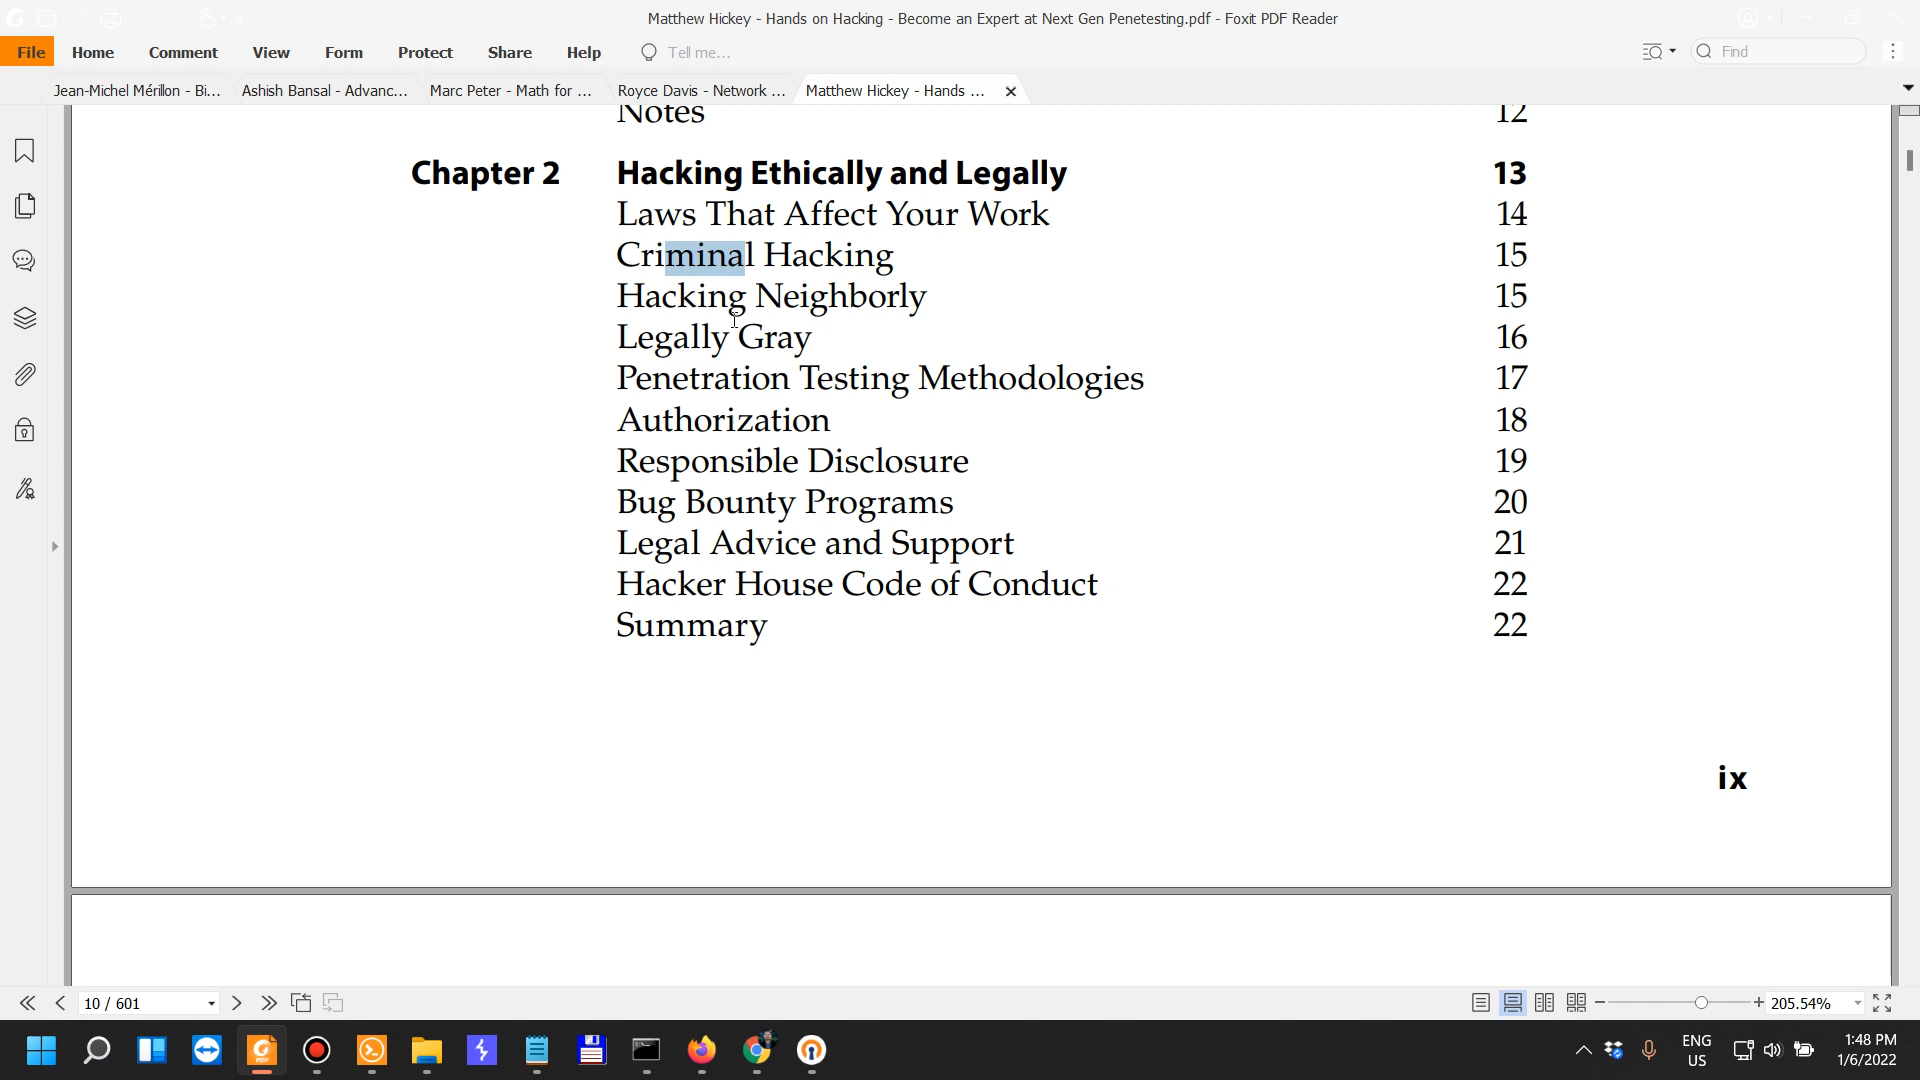 Matthew Hickey - Hands on Hacking - Become an Expert at Next Gen Penetesting.pdf - Foxit PDF Reader
File Home Comment View Form Protect Share Help Tell me... Find
Jean-Michel Mérillon - Bi... Ashish Bansal - Advanc... Marc Peter - Math for ... Royce Davis - Network ... Matthew Hickey - Hands ...
Notes 12
Chapter 2 Hacking Ethically and Legally 13
Laws That Affect Your Work 14
Criminal Hacking 15
Hacking Neighborly 15
Legally Gray 16
Penetration Testing Methodologies 17
Authorization 18
Responsible Disclosure 19
Bug Bounty Programs 20
Legal Advice and Support 21
Hacker House Code of Conduct 22
Summary 22
ix
10 / 601 205.54%
ENG 1:48 PM
US 1/6/2022